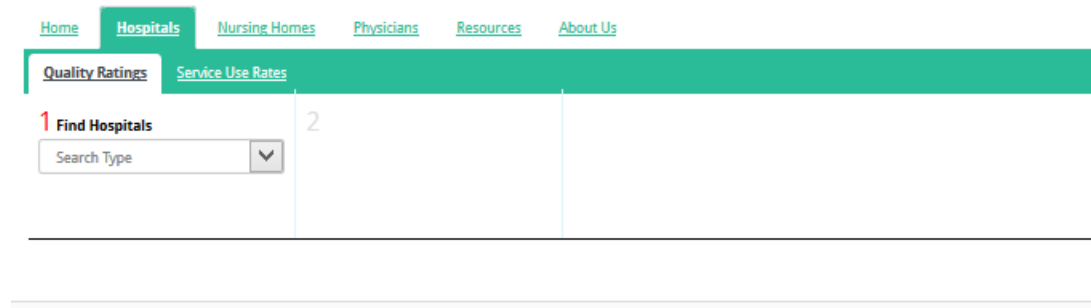 Home Hospitals Nursing Homes Physicians Resources About Us
Quality Ratings Service Use Rates
1 Find Hospitals 2
Search Type